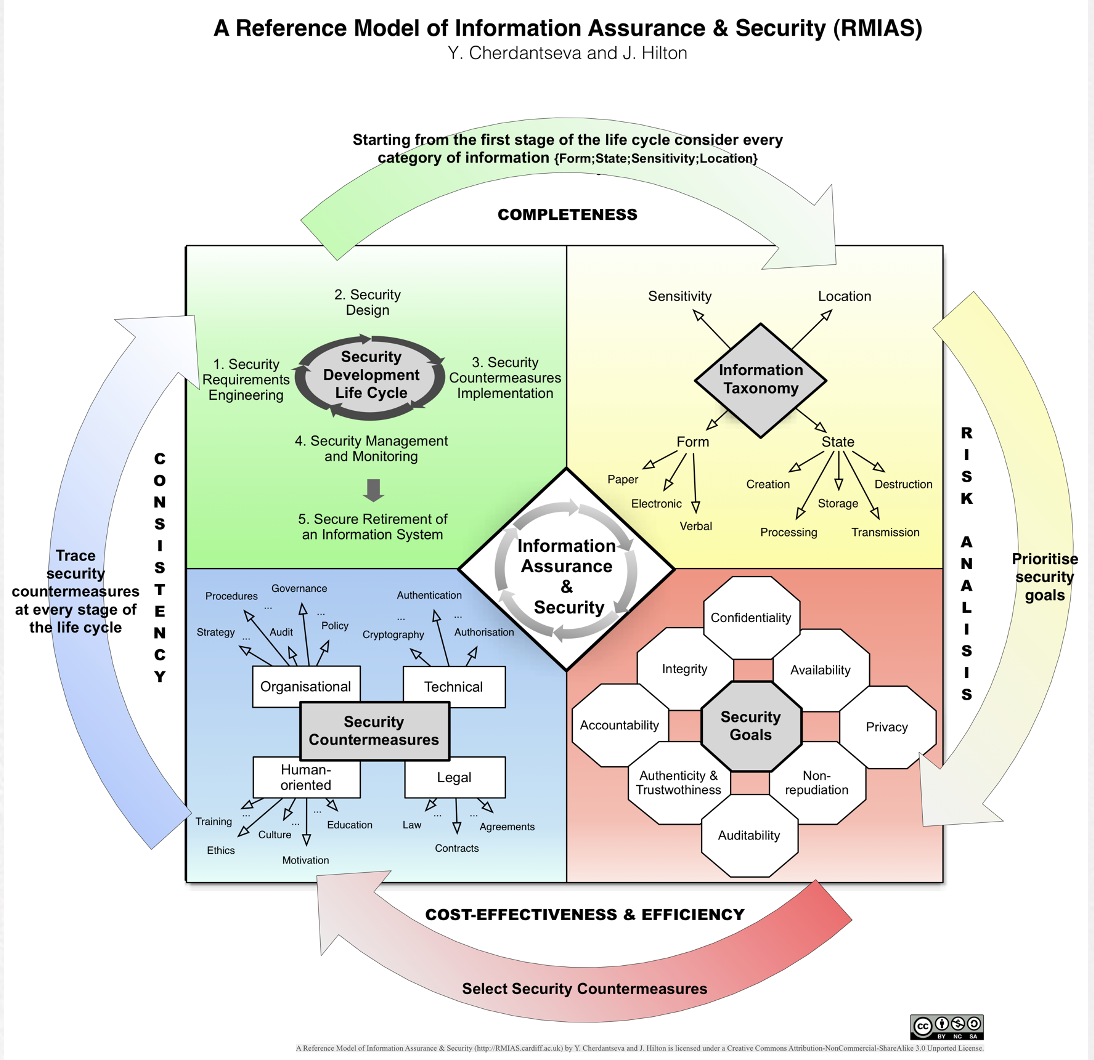 A Reference Model of Information Assurance & Security (RMIAS)
Y. Cherdantseva and J. Hilton
Starting from the first stage of the life cycle consider every
category of information {Form;State;Sensitivity;Location}
COMPLETENESS
2. Security
Design
1. Security
Requirements
Engineering
Security
Development
Life Cycle
3. Security
Countermeasures
Implementation
4. Security Management
and Monitoring
5. Secure Retirement of
an Information System
Sensitivity
Location
Information
Taxonomy
Form
State
Paper
Electronic
Verbal
Creation
Processing
Storage
Transmission
Destruction
RISK ANALISIS
Prioritise
security
goals
Information
Assurance
&
Security
CONSISTENCY
Trace
security
countermeasures
at every stage of
the life cycle
Procedures
...
Governance
...
Strategy
...
Audit
Policy
Authentication
...
Cryptography
...
Authorisation
Organisational
Technical
Security
Countermeasures
Human-
oriented
Legal
Training
...
Ethics
Culture
...
Motivation
...
Education
Law
...
Contracts
...
Agreements
Confidentiality
Integrity
Availability
Accountability
Security
Goals
Privacy
Authenticity &
Trustwothiness
Non-
repudiation
Auditability
COST-EFFECTIVENESS & EFFICIENCY
Select Security Countermeasures
cc BY NC SA
A Reference Model of Information Assurance & Security (http://RMIAS.cardiff.ac.uk) by Y. Cherdantseva and J. Hilton is licensed under a Creative Commons Attribution-NonCommercial-ShareAlike 3.0 Unported License.